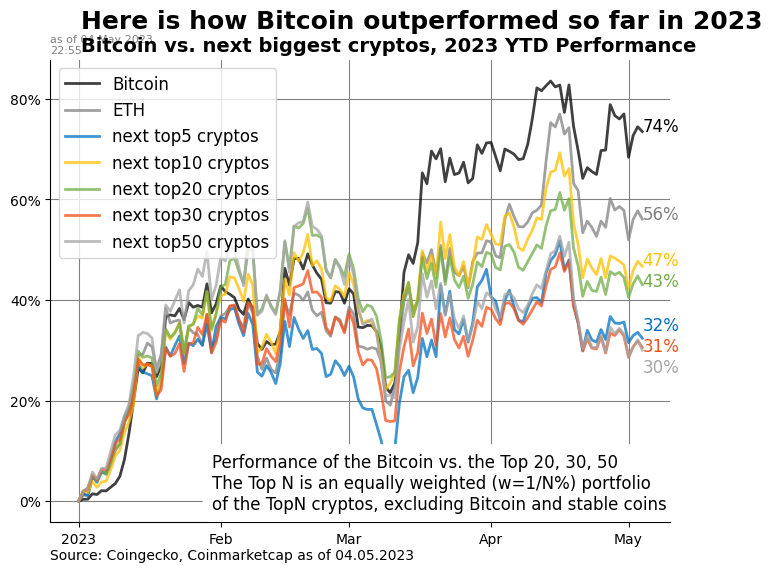 Here is how Bitcoin outperformed so far in 2023
as of 04 May 2023
22:55
Bitcoin vs. next biggest cryptos, 2023 YTD Performance
80%
60%
40%
20%
0%
Bitcoin
ETH
next top5 cryptos
next top10 cryptos
next top20 cryptos
next top30 cryptos
next top50 cryptos
74%
56%
47%
43%
32%
31%
30%
Performance of the Bitcoin vs. the Top 20, 30, 50
The Top N is an equally weighted (w=1/N%) portfolio
of the TopN cryptos, excluding Bitcoin and stable coins
2023 Feb Mar Apr May
Source: Coingecko, Coinmarketcap as of 04.05.2023